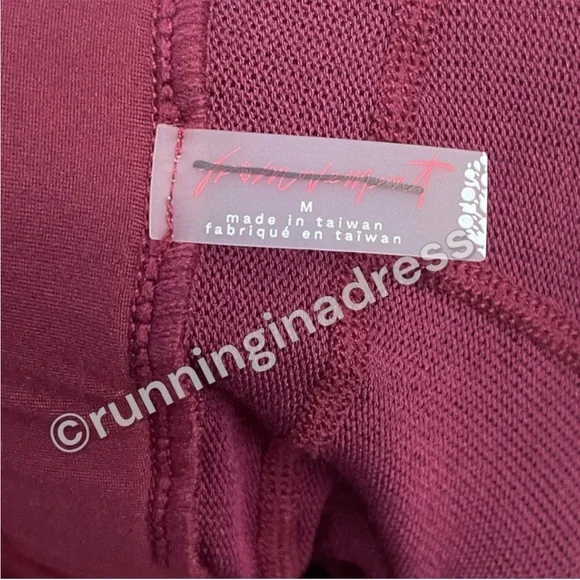 M
made in taiwan
fabriqué en taïwan
©runninginadress